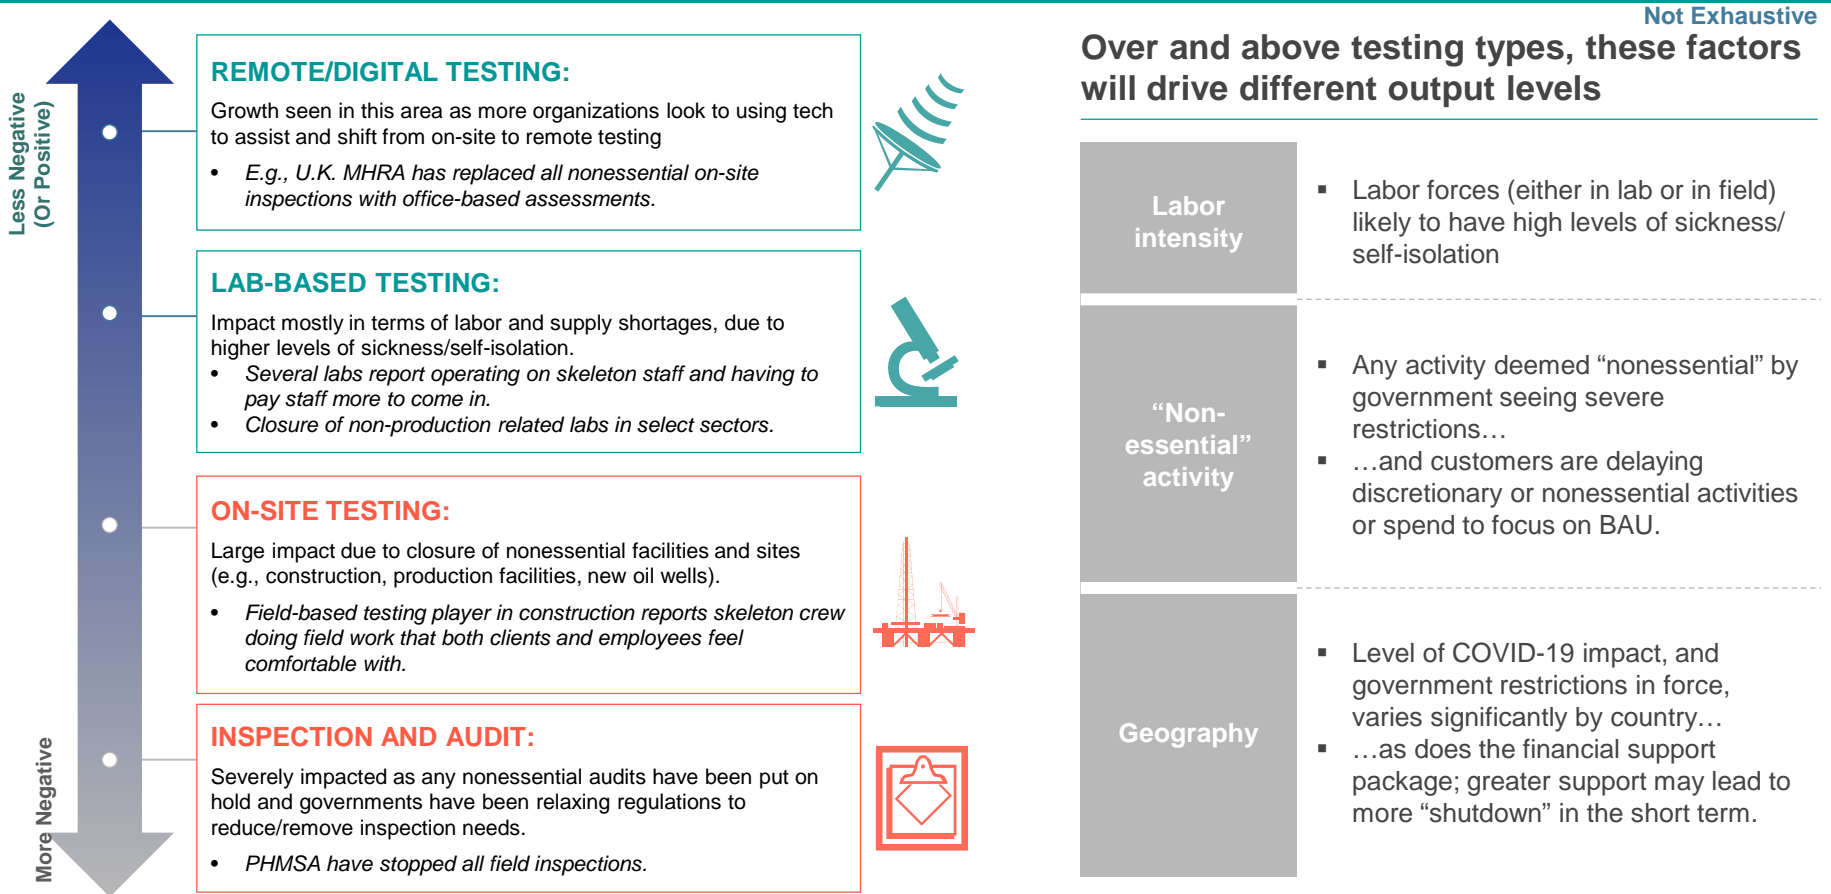 Not Exhaustive
Less Negative
(Or Positive)
More Negative
REMOTE/DIGITAL TESTING:
Growth seen in this area as more organizations look to using tech
to assist and shift from on-site to remote testing
• E.g., U.K. MHRA has replaced all nonessential on-site
inspections with office-based assessments.
LAB-BASED TESTING:
Impact mostly in terms of labor and supply shortages, due to
higher levels of sickness/self-isolation.
• Several labs report operating on skeleton staff and having to
pay staff more to come in.
• Closure of non-production related labs in select sectors.
ON-SITE TESTING:
Large impact due to closure of nonessential facilities and sites
(e.g., construction, production facilities, new oil wells).
• Field-based testing player in construction reports skeleton crew
doing field work that both clients and employees feel
comfortable with.
INSPECTION AND AUDIT:
Severely impacted as any nonessential audits have been put on
hold and governments have been relaxing regulations to
reduce/remove inspection needs.
• PHMSA have stopped all field inspections.
Over and above testing types, these factors
will drive different output levels
Labor
intensity
▪ Labor forces (either in lab or in field)
likely to have high levels of sickness/
self-isolation
“Non-
essential”
activity
▪ Any activity deemed “nonessential” by
government seeing severe
restrictions…
▪ …and customers are delaying
discretionary or nonessential activities
or spend to focus on BAU.
Geography
▪ Level of COVID-19 impact, and
government restrictions in force,
varies significantly by country…
▪ …as does the financial support
package; greater support may lead to
more “shutdown” in the short term.